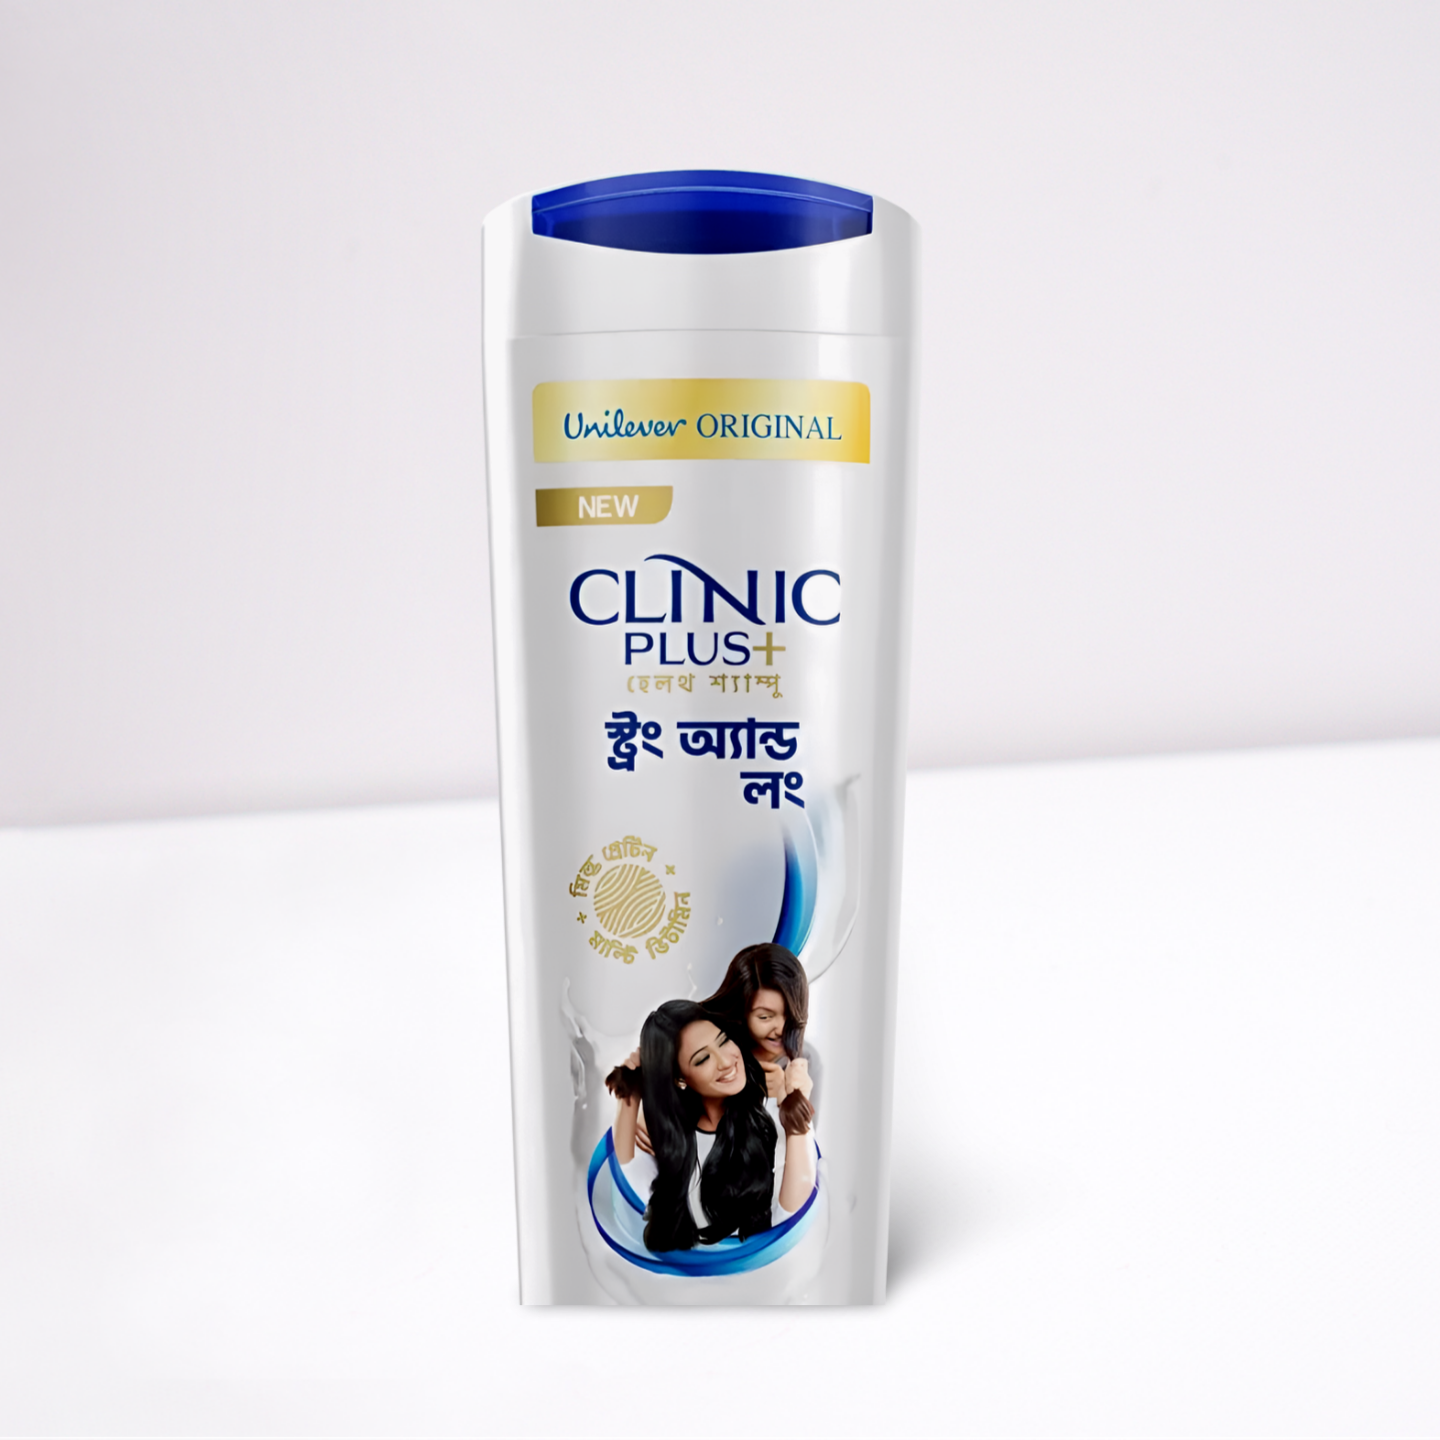 Unilever ORIGINAL
NEW
CLINIC
PLUS+
হেলথ শ্যাম্পু
স্ট্রং অ্যান্ড
লং
মিল্ক প্রোটিন
মাল্টি ভিটামিন